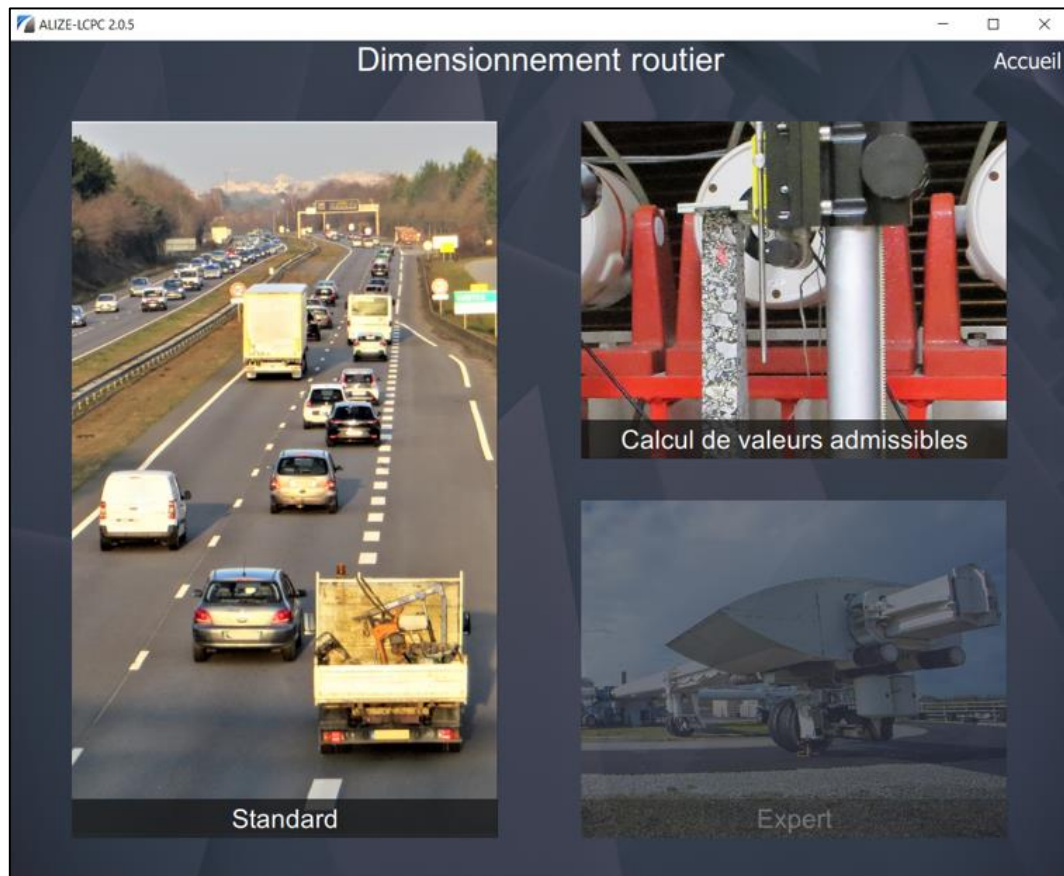 ALIZE-LCPC 2.0.5
Dimensionnement routier
Accueil
Calcul de valeurs admissibles
Standard
Expert